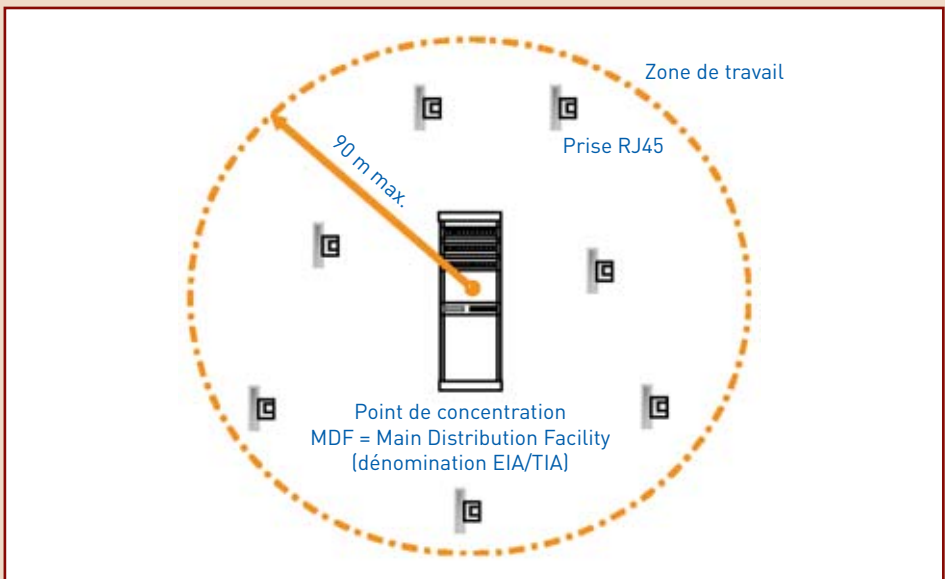 Zone de travail
Prise RJ45
90 m max.
Point de concentration
MDF = Main Distribution Facility
(dénomination EIA/TIA)